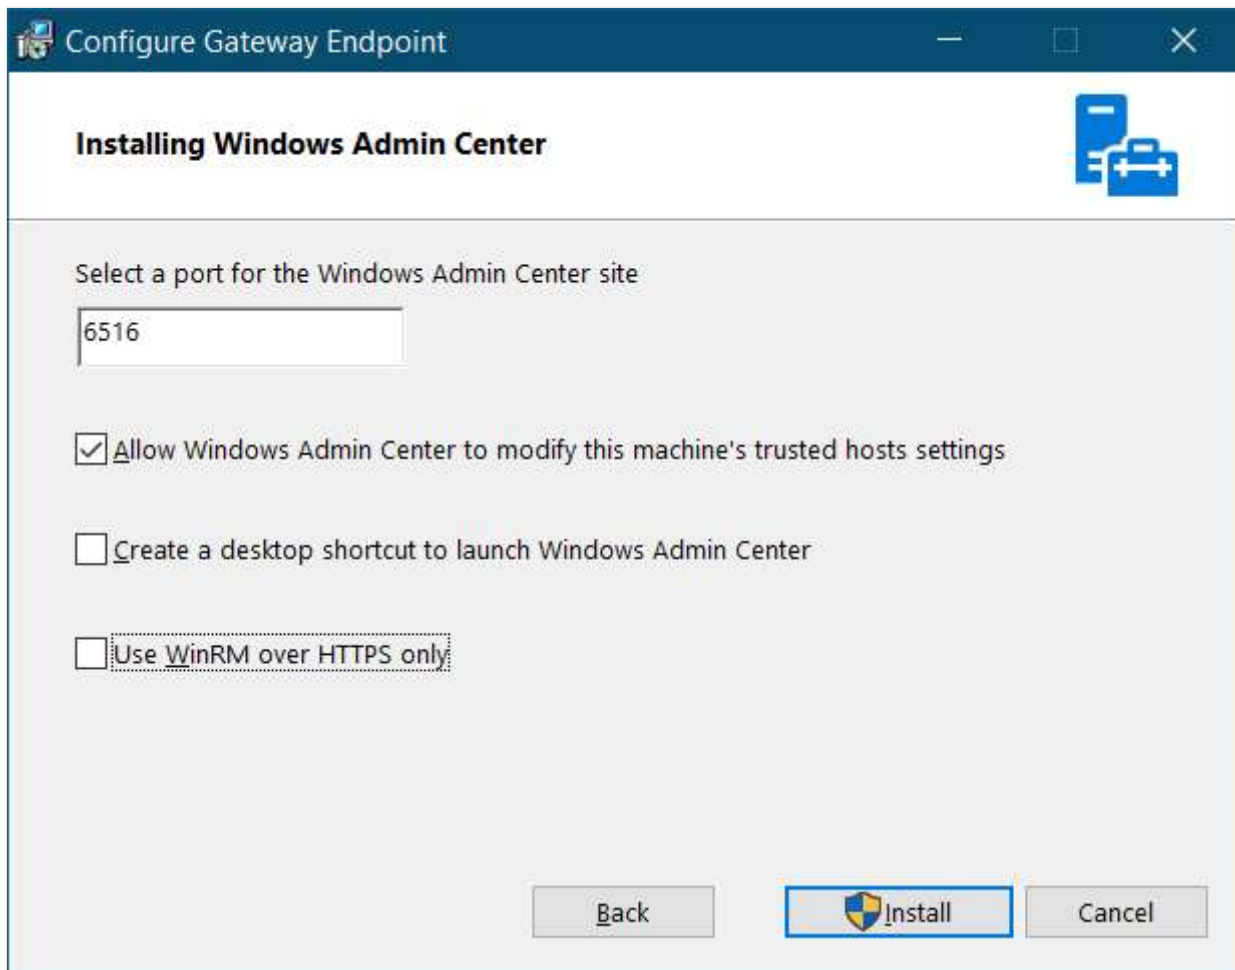 Configure Gateway Endpoint
Installing Windows Admin Center
Select a port for the Windows Admin Center site
6516
Allow Windows Admin Center to modify this machine's trusted hosts settings
Create a desktop shortcut to launch Windows Admin Center
Use WinRM over HTTPS only
Back
Install
Cancel